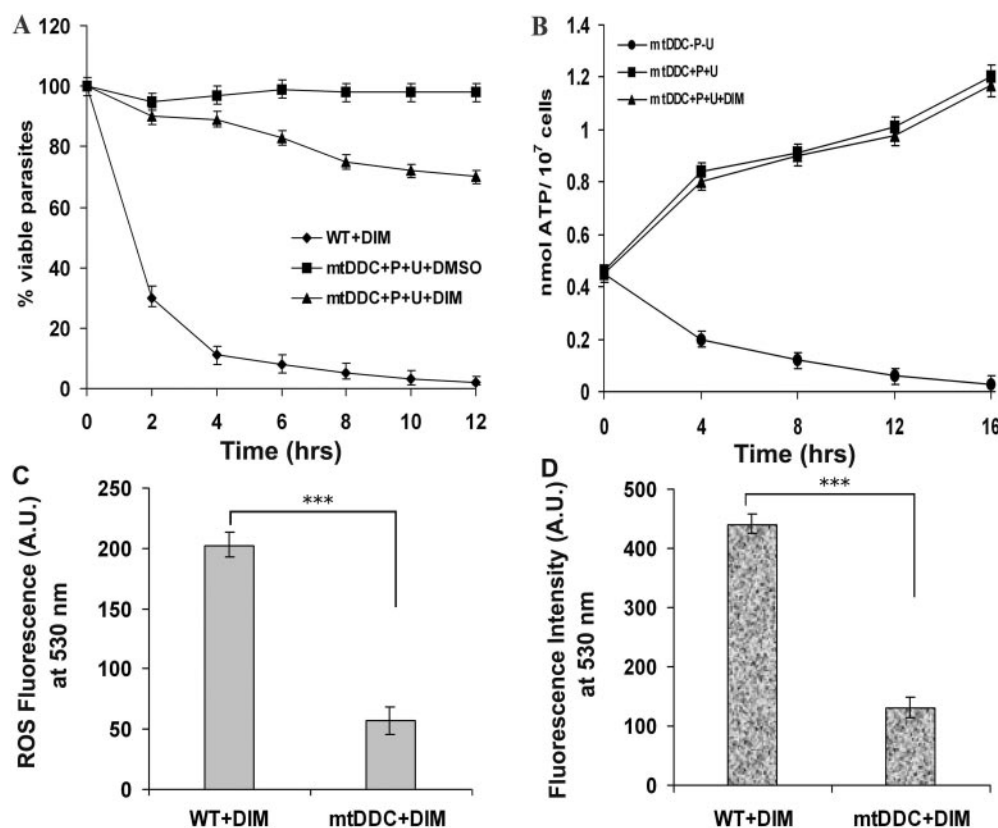 A
120
100
80
60
40
20
0
% viable parasites
WT+DIM
mtDDC+P+U+DMSO
mtDDC+P+U+DIM
0 2 4 6 8 10 12
Time (hrs)
B
1.4
1.2
1
0.8
0.6
0.4
0.2
0
nmol ATP/ 10⁷ cells
mtDDC-P-U
mtDDC+P+U
mtDDC+P+U+DIM
0 4 8 12 16
Time (hrs)
C
250
200
150
100
50
0
ROS Fluorescence (A.U.)
at 530 nm
***
WT+DIM mtDDC+DIM
D
500
400
300
200
100
0
Fluorescence Intensity (A.U.)
at 530 nm
***
WT+DIM mtDDC+DIM